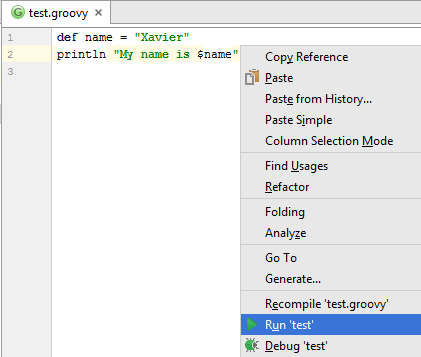 G test.groovy ×
1 def name = "Xavier"
2 println "My name is $name"
3
Copy Reference
Paste
Paste from History...
Paste Simple
Column Selection Mode
Find Usages
Refactor
Folding
Analyze
Go To
Generate...
Recompile 'test.groovy'
Run 'test'
Debug 'test'